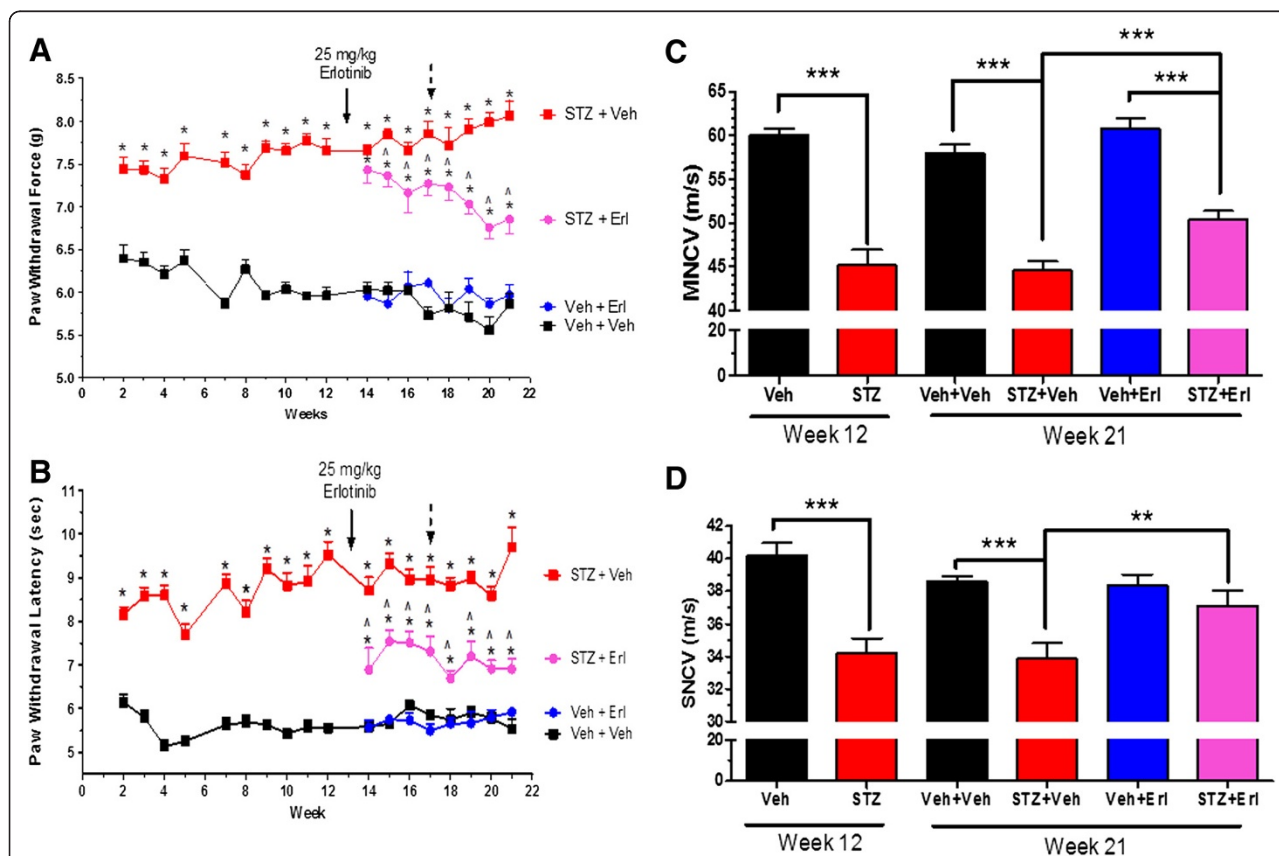 A
25 mg/kg
Erlotinib
8.5
8.0
7.5
7.0
6.5
6.0
5.5
5.0
Paw Withdrawal Force (g)
* * * * * * * * * * * * * * * * * *
* * * * * * * *
^ ^ ^ ^ ^ ^ ^
STZ + Veh
STZ + Erl
Veh + Erl
Veh + Veh
0 2 4 6 8 10 12 14 16 18 20 22
Weeks
B
25 mg/kg
Erlotinib
11
10
9
8
7
6
5
Paw Withdrawal Latency (sec)
* * * * * * * * * * * * * * * * * *
^ ^ ^ ^ ^ ^ ^ ^
* * * * * * * *
STZ + Veh
STZ + Erl
Veh + Erl
Veh + Veh
0 2 4 6 8 10 12 14 16 18 20 22
Week
C
***
***
***
***
65
60
55
50
45
40
20
0
MNCV (m/s)
Veh STZ Veh+Veh STZ+Veh Veh+Erl STZ+Erl
Week 12 Week 21
D
***
***
**
42
40
38
36
34
32
30
20
0
SNCV (m/s)
Veh STZ Veh+Veh STZ+Veh Veh+Erl STZ+Erl
Week 12 Week 21